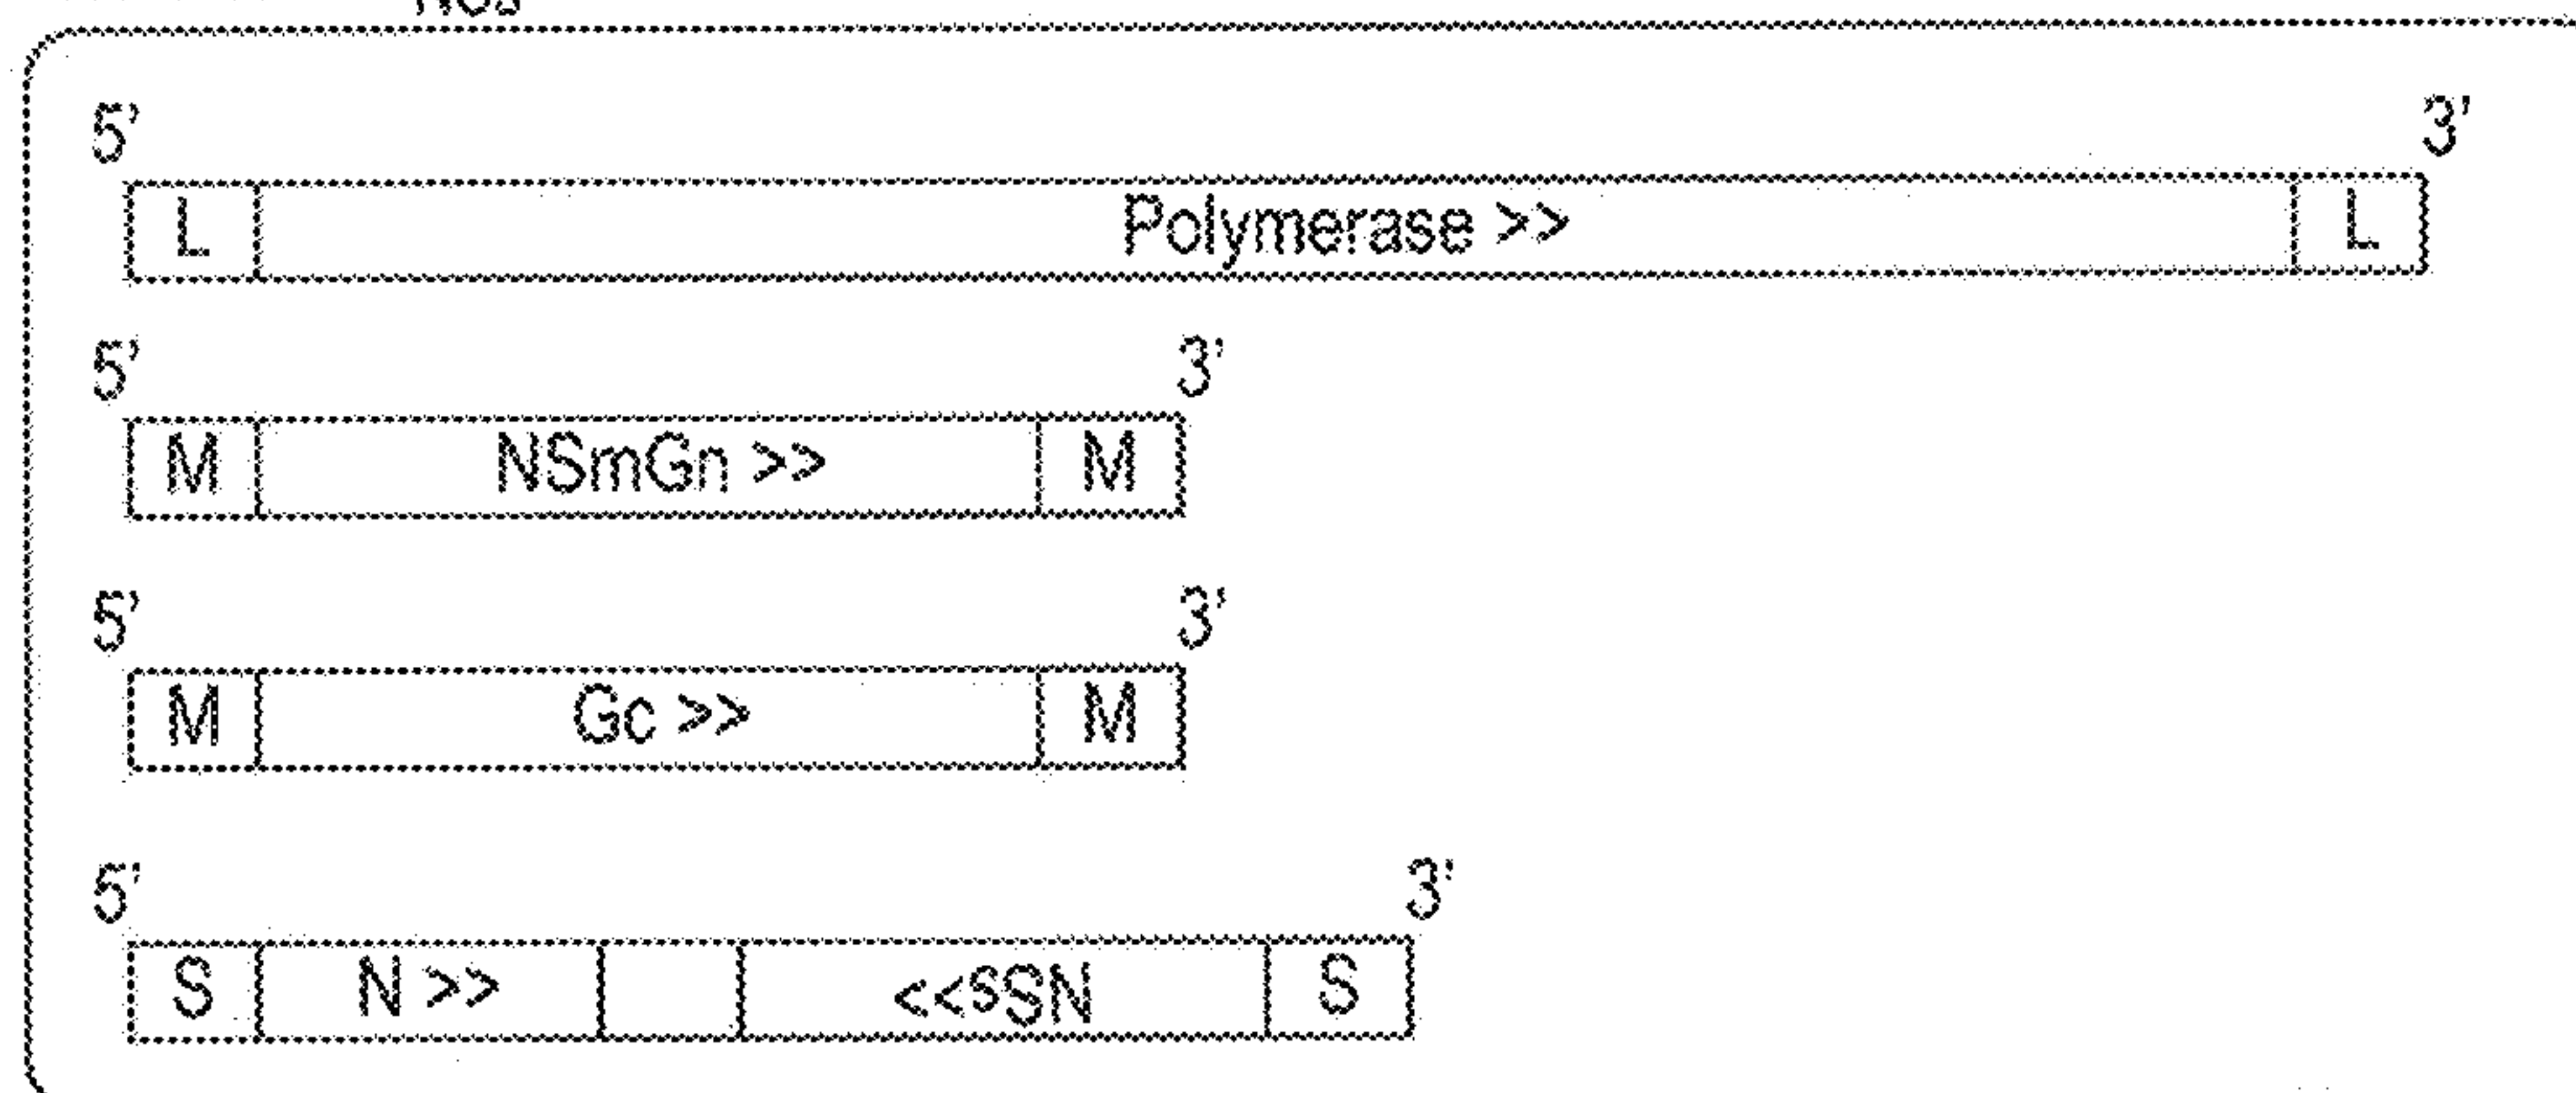 5' 3'
L Polymerase >> L
5' 3'
M NSmGn >> M
5' 3'
M Gc >> M
5' 3'
S N >> <<sSN S